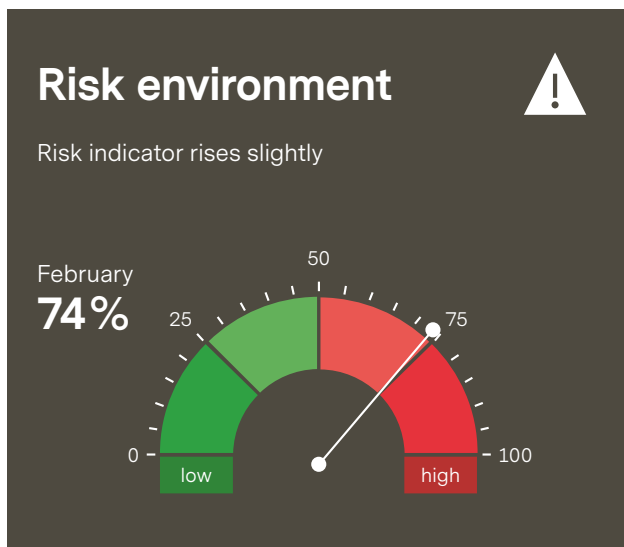 Risk environment
Risk indicator rises slightly
February
74%
0
25
50
75
100
low
high